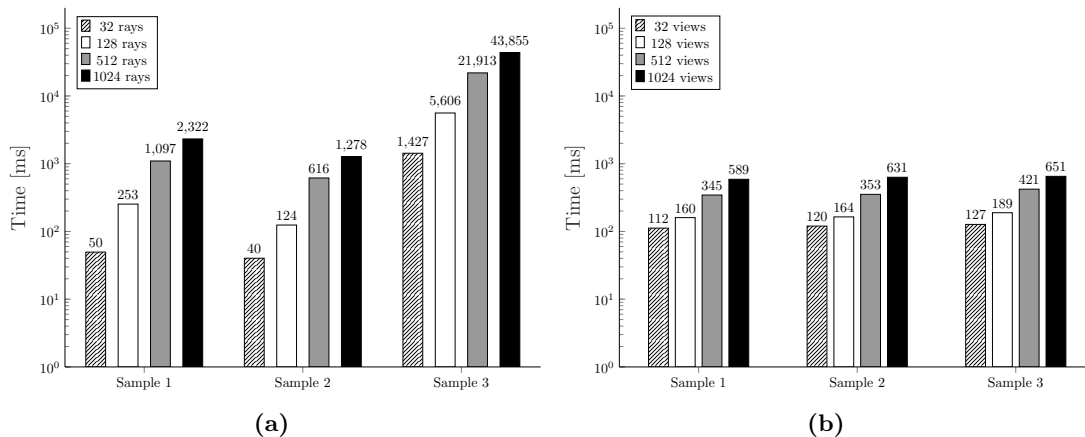 32 rays
128 rays
512 rays
1024 rays
Time [ms]
10^5
10^4
10^3
10^2
10^1
10^0
50
253
1,097
2,322
40
124
616
1,278
1,427
5,606
21,913
43,855
Sample 1
Sample 2
Sample 3
(a)
32 views
128 views
512 views
1024 views
Time [ms]
10^5
10^4
10^3
10^2
10^1
10^0
112
160
345
589
120
164
353
631
127
189
421
651
Sample 1
Sample 2
Sample 3
(b)